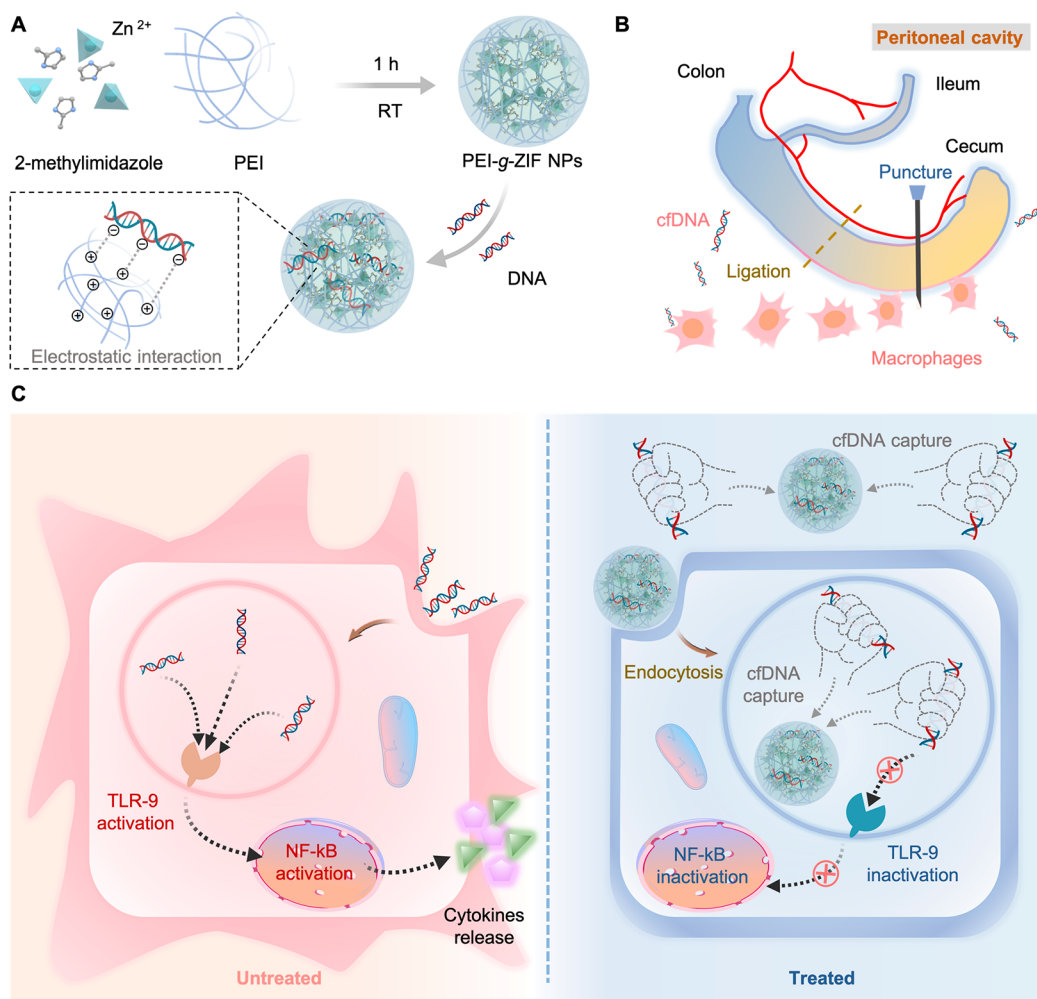 A
Zn 2+
1 h
RT
2-methylimidazole
PEI
PEI-g-ZIF NPs
DNA
Electrostatic interaction
B
Peritoneal cavity
Colon
Ileum
Cecum
Puncture
cfDNA
Ligation
Macrophages
C
TLR-9
activation
NF-kB
activation
Cytokines
release
Untreated
cfDNA capture
Endocytosis
cfDNA
capture
NF-kB
inactivation
TLR-9
inactivation
Treated